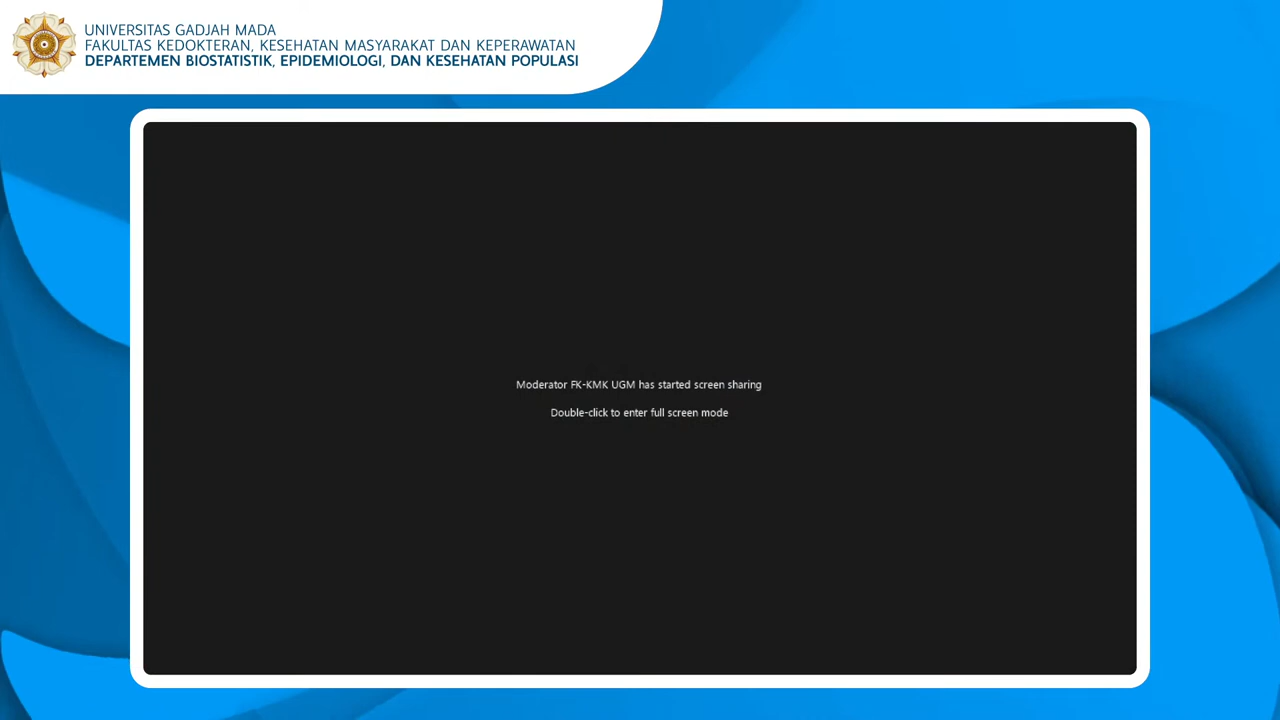 UNIVERSITAS GADJAH MADA
FAKULTAS KEDOKTERAN, KESEHATAN MASYARAKAT DAN KEPERAWATAN
DEPARTEMEN BIOSTATISTIK, EPIDEMIOLOGI, DAN KESEHATAN POPULASI
Moderator FK-KMK UGM has started screen sharing
Double-click to enter full screen mode